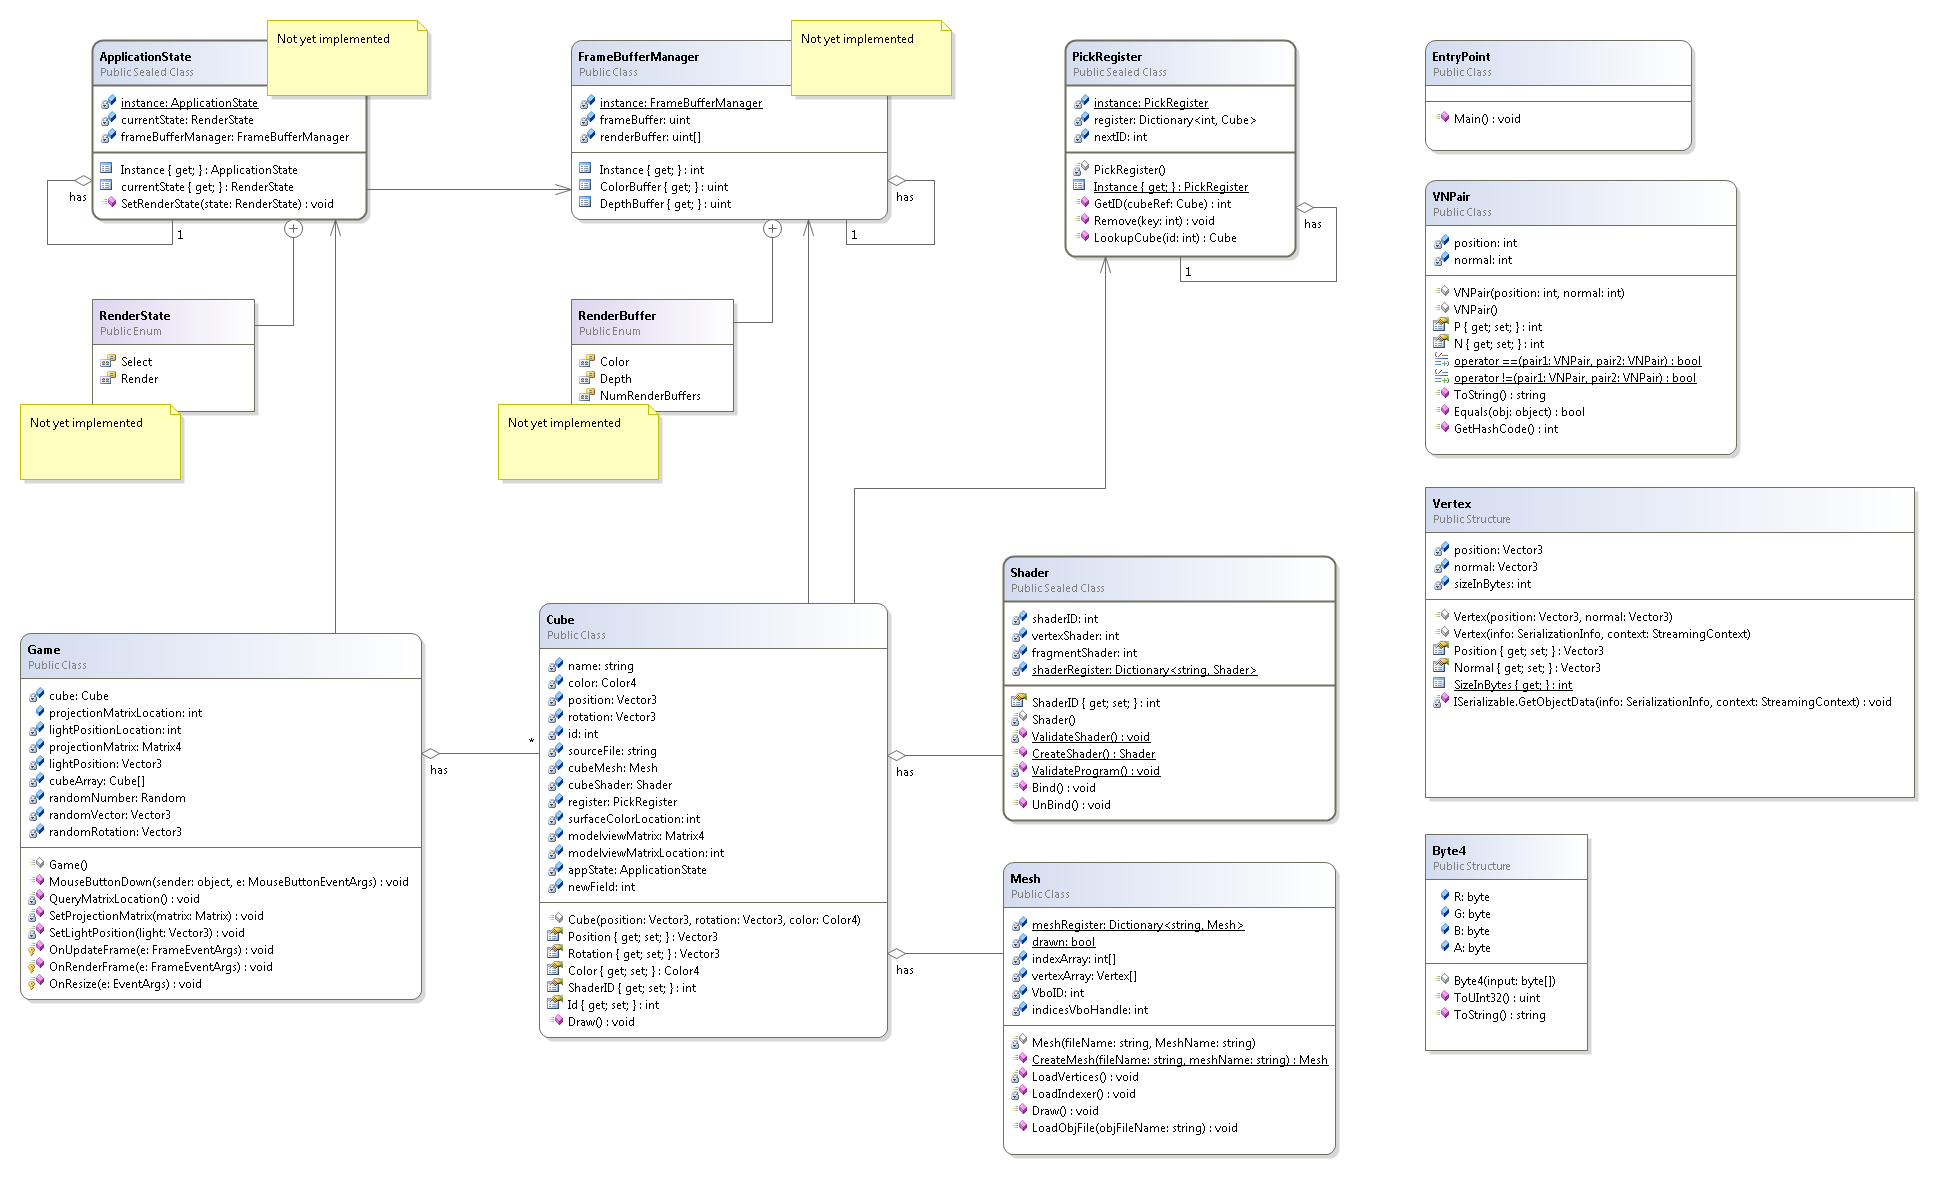 Not yet implemented
ApplicationState
Public Sealed Class
instance: ApplicationState
currentState: RenderState
frameBufferManager: FrameBufferManager
Instance { get; } : ApplicationState
currentState { get; } : RenderState
SetRenderState(state: RenderState) : void
has
1
Not yet implemented
FrameBufferManager
Public Class
instance: FrameBufferManager
frameBuffer: uint
renderBuffer: uint[]
Instance { get; } : int
ColorBuffer { get; } : uint
DepthBuffer { get; } : uint
has
1
PickRegister
Public Sealed Class
instance: PickRegister
register: Dictionary<int, Cube>
nextID: int
PickRegister()
Instance { get; } : PickRegister
GetID(cubeRef: Cube) : int
Remove(key: int) : void
LookupCube(id: int) : Cube
has
1
EntryPoint
Public Class
Main() : void
VNPair
Public Class
position: int
normal: int
VNPair(position: int, normal: int)
VNPair()
P { get; set; } : int
N { get; set; } : int
operator ==(pair1: VNPair, pair2: VNPair) : bool
operator !=(pair1: VNPair, pair2: VNPair) : bool
ToString() : string
Equals(obj: object) : bool
GetHashCode() : int
RenderState
Public Enum
Select
Render
Not yet implemented
RenderBuffer
Public Enum
Color
Depth
NumRenderBuffers
Not yet implemented
Vertex
Public Structure
position: Vector3
normal: Vector3
sizeInBytes: int
Vertex(position: Vector3, normal: Vector3)
Vertex(info: SerializationInfo, context: StreamingContext)
Position { get; set; } : Vector3
Normal { get; set; } : Vector3
SizeInBytes { get; } : int
ISerializable.GetObjectData(info: SerializationInfo, context: StreamingContext) : void
Game
Public Class
cube: Cube
projectionMatrixLocation: int
lightPositionLocation: int
projectionMatrix: Matrix4
lightPosition: Vector3
cubeArray: Cube[]
randomNumber: Random
randomVector: Vector3
randomRotation: Vector3
Game()
MouseButtonDown(sender: object, e: MouseButtonEventArgs) : void
QueryMatrixLocation() : void
SetProjectionMatrix(matrix: Matrix) : void
SetLightPosition(light: Vector3) : void
OnUpdateFrame(e: FrameEventArgs) : void
OnRenderFrame(e: FrameEventArgs) : void
OnResize(e: EventArgs) : void
has
*
Cube
Public Class
name: string
color: Color4
position: Vector3
rotation: Vector3
id: int
sourceFile: string
cubeMesh: Mesh
cubeShader: Shader
register: PickRegister
surfaceColorLocation: int
modelviewMatrix: Matrix4
modelviewMatrixLocation: int
appState: ApplicationState
newField: int
Cube(position: Vector3, rotation: Vector3, color: Color4)
Position { get; set; } : Vector3
Rotation { get; set; } : Vector3
Color { get; set; } : Color4
ShaderID { get; set; } : int
Id { get; set; } : int
Draw() : void
has
has
Shader
Public Sealed Class
shaderID: int
vertexShader: int
fragmentShader: int
shaderRegister: Dictionary<string, Shader>
ShaderID { get; set; } : int
Shader()
ValidateShader() : void
CreateShader() : Shader
ValidateProgram() : void
Bind() : void
UnBind() : void
Mesh
Public Class
meshRegister: Dictionary<string, Mesh>
drawn: bool
indexArray: int[]
vertexArray: Vertex[]
VboID: int
indicesVboHandle: int
Mesh(fileName: string, MeshName: string)
CreateMesh(fileName: string, meshName: string) : Mesh
LoadVertices() : void
LoadIndexer() : void
Draw() : void
LoadObjFile(objFileName: string) : void
Byte4
Public Structure
R: byte
G: byte
B: byte
A: byte
Byte4(input: byte[])
ToUInt32() : uint
ToString() : string